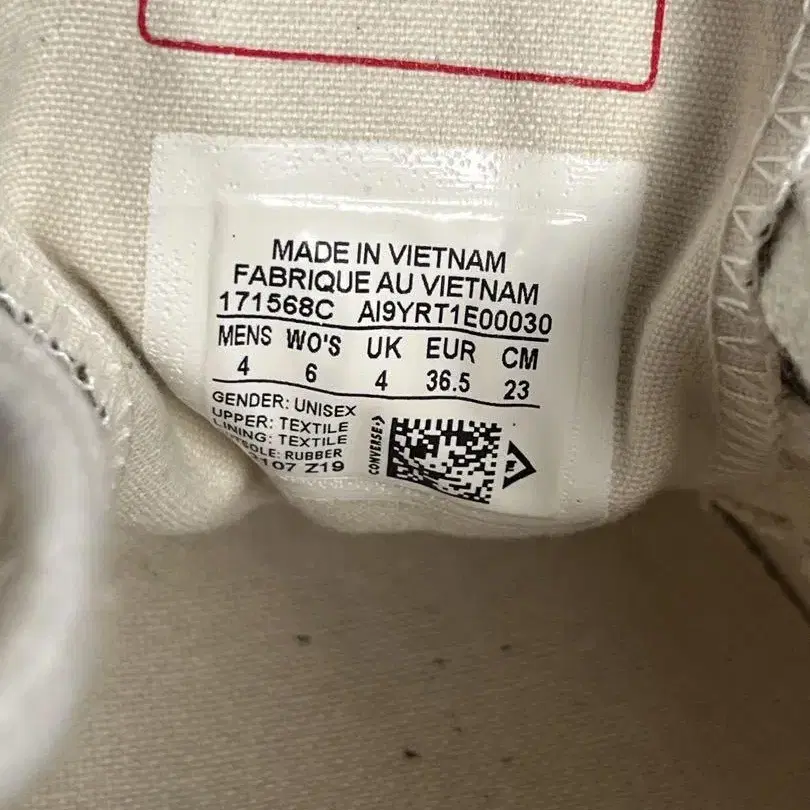 MADE IN VIETNAM
FABRIQUE AU VIETNAM
171568C AI9YRT1E00030
MENS WO'S UK EUR CM
4 6 4 36.5 23
GENDER: UNISEX
UPPER: TEXTILE
LINING: TEXTILE
RUBBER
Z19
CONVERSE